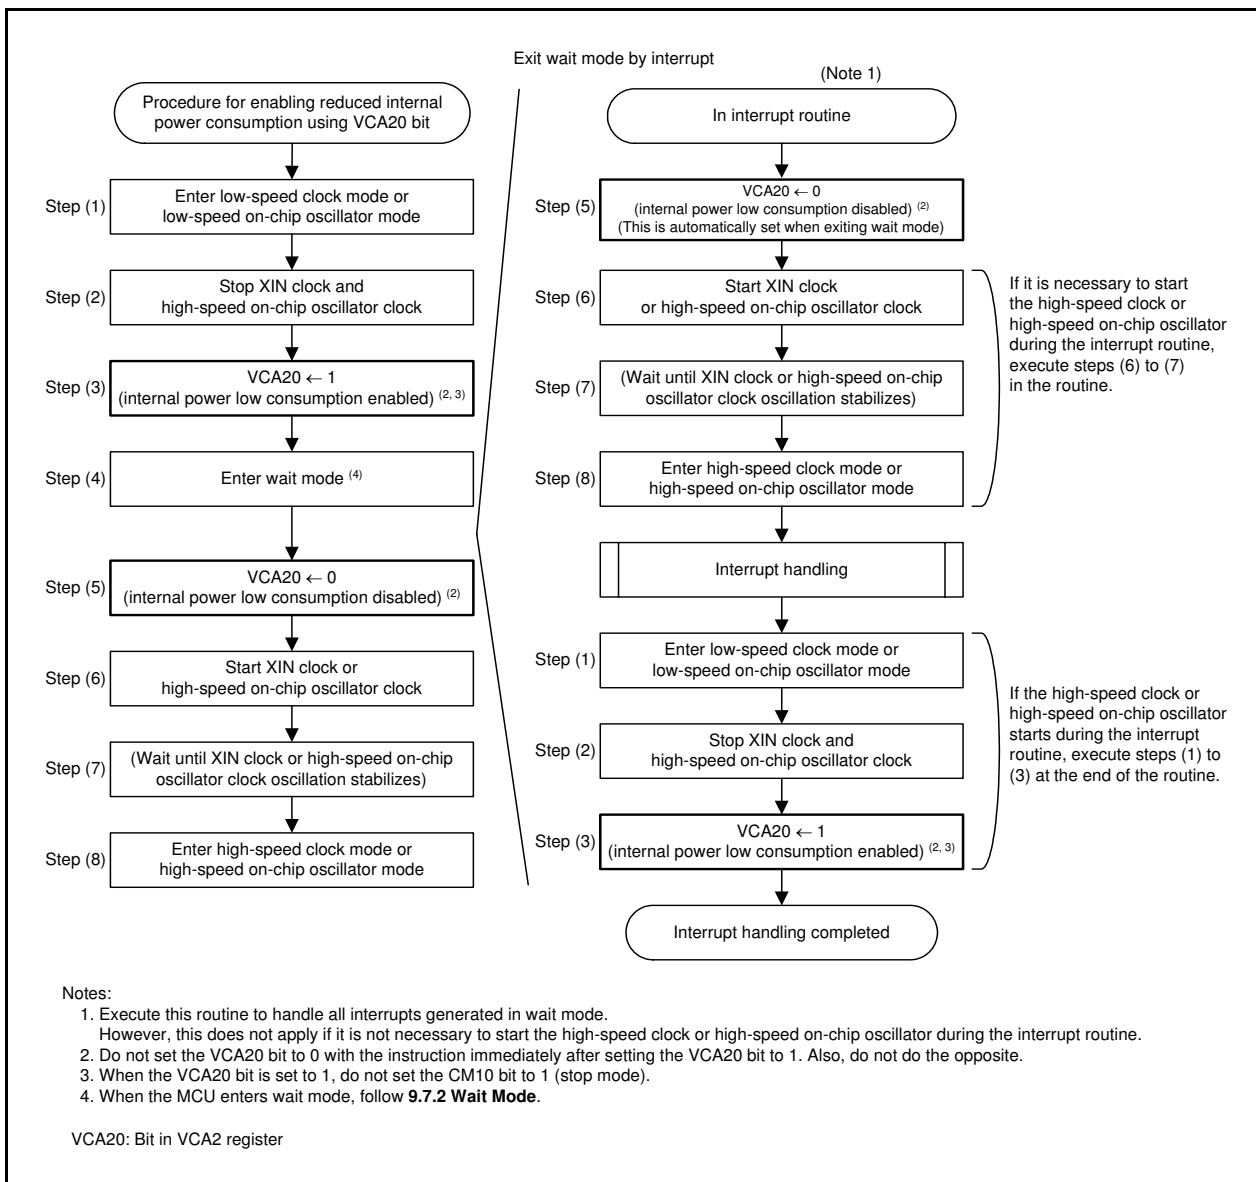 Exit wait mode by interrupt
(Note 1)
Procedure for enabling reduced internal
power consumption using VCA20 bit
Step (1)
Enter low-speed clock mode or
low-speed on-chip oscillator mode
Step (2)
Stop XIN clock and
high-speed on-chip oscillator clock
Step (3)
VCA20 ← 1
(internal power low consumption enabled) (2, 3)
Step (4)
Enter wait mode (4)
Step (5)
VCA20 ← 0
(internal power low consumption disabled) (2)
Step (6)
Start XIN clock or
high-speed on-chip oscillator clock
Step (7)
(Wait until XIN clock or high-speed on-chip
oscillator clock oscillation stabilizes)
Step (8)
Enter high-speed clock mode or
high-speed on-chip oscillator mode
In interrupt routine
Step (5)
VCA20 ← 0
(internal power low consumption disabled) (2)
(This is automatically set when exiting wait mode)
Step (6)
Start XIN clock
or high-speed on-chip oscillator clock
Step (7)
(Wait until XIN clock or high-speed on-chip
oscillator clock oscillation stabilizes)
Step (8)
Enter high-speed clock mode or
high-speed on-chip oscillator mode
If it is necessary to start
the high-speed clock or
high-speed on-chip oscillator
during the interrupt routine,
execute steps (6) to (7)
in the routine.
Interrupt handling
Step (1)
Enter low-speed clock mode or
low-speed on-chip oscillator mode
Step (2)
Stop XIN clock and
high-speed on-chip oscillator clock
Step (3)
VCA20 ← 1
(internal power low consumption enabled) (2, 3)
If the high-speed clock or
high-speed on-chip oscillator
starts during the interrupt
routine, execute steps (1) to
(3) at the end of the routine.
Interrupt handling completed
Notes:
1. Execute this routine to handle all interrupts generated in wait mode.
However, this does not apply if it is not necessary to start the high-speed clock or high-speed on-chip oscillator during the interrupt routine.
2. Do not set the VCA20 bit to 0 with the instruction immediately after setting the VCA20 bit to 1. Also, do not do the opposite.
3. When the VCA20 bit is set to 1, do not set the CM10 bit to 1 (stop mode).
4. When the MCU enters wait mode, follow 9.7.2 Wait Mode.
VCA20: Bit in VCA2 register